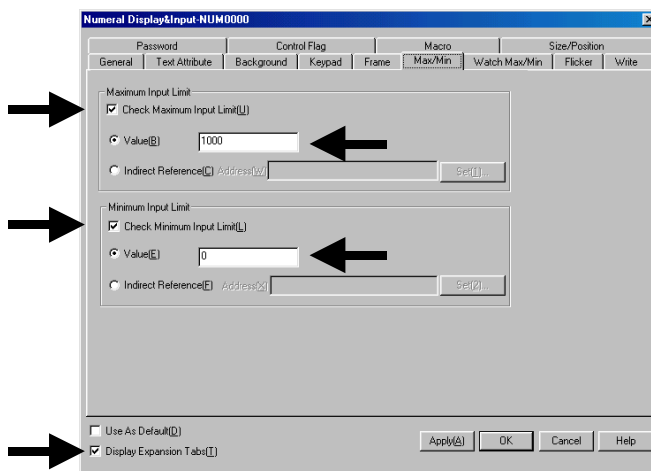 Numeral Display&Input-NUM0000
Password Control Flag Macro Size/Position
General Text Attribute Background Keypad Frame Max/Min Watch Max/Min Flicker Write
Maximum Input Limit
Check Maximum Input Limit(U)
Value(B) 1000
Indirect Reference(C) Address(W) Set(1)...
Minimum Input Limit
Check Minimum Input Limit(L)
Value(E) 0
Indirect Reference(F) Address(X) Set(2)...
Use As Default(D)
Display Expansion Tabs(T)
Apply(A) OK Cancel Help